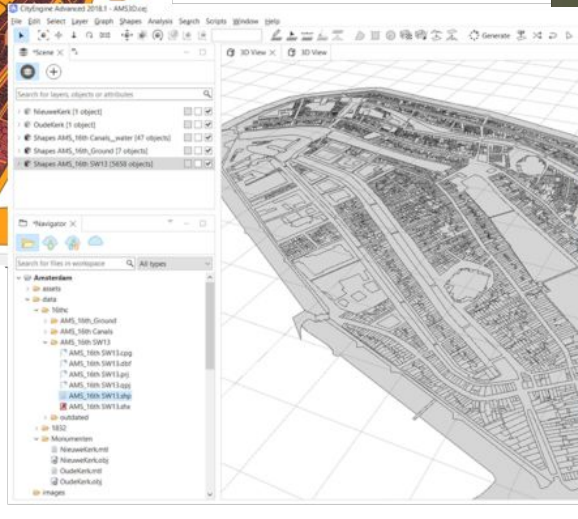 CityEngine Advanced 2018.1 - AMS3D.cej
File Edit Select Layer Graph Shapes Analysis Search Scripts Window Help
Generate
Scene
3D View
3D View
Search for layers, objects or attributes
NieuweKerk [1 object]
OudeKerk [1 object]
Shapes AMS_16th Canals__water [47 objects]
Shapes AMS_16th_Ground [7 objects]
Shapes AMS_16th SW13 [5658 objects]
*Navigator
Search for files in workspace
All types
Amsterdam
assets
data
16thc
AMS_16th_Ground
AMS_16th Canals
AMS_16th SW13
AMS_16th SW13.cpg
AMS_16th SW13.dbf
AMS_16th SW13.prj
AMS_16th SW13.qpj
AMS_16th SW13.shp
AMS_16th SW13.shx
outdated
1832
Monumenten
NieuweKerk.mtl
NieuweKerk.obj
OudeKerk.mtl
OudeKerk.obj
images